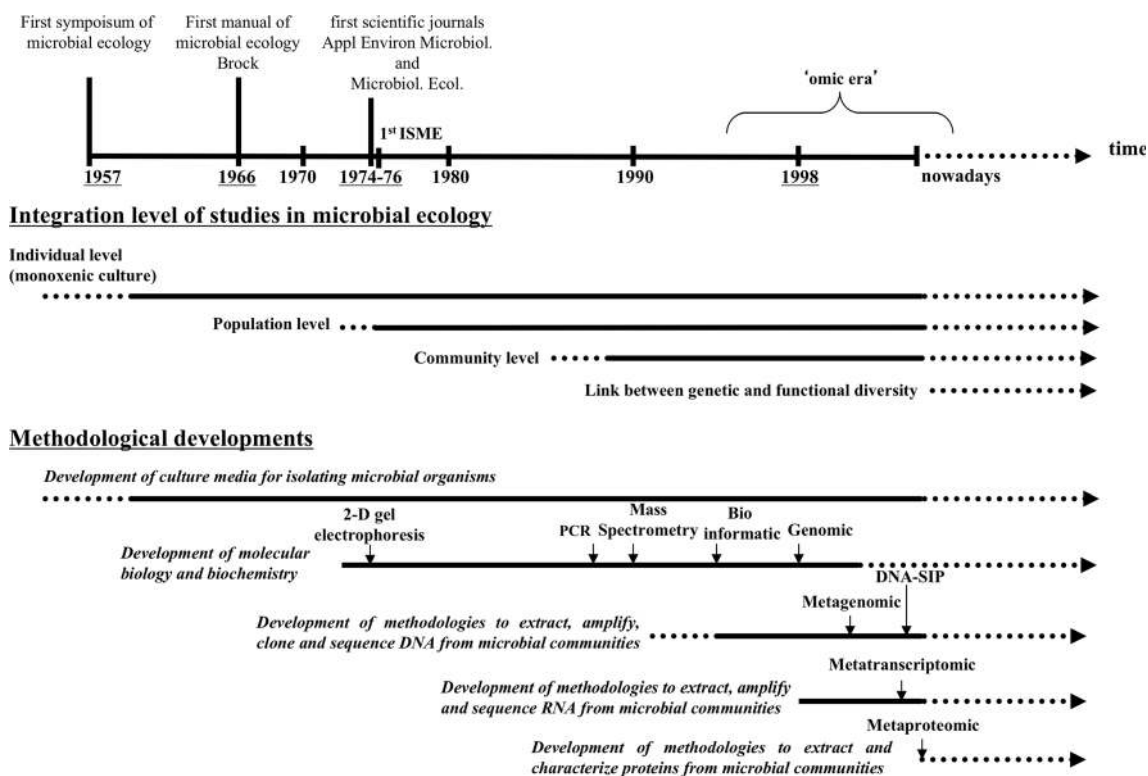 First sympoisum of
microbial ecology
First manual of
microbial ecology
Brock
first scientific journals
Appl Environ Microbiol.
and
Microbiol. Ecol.
1st ISME
‘omic era’
time
1957
1966
1970
1974-76
1980
1990
1998
nowadays
Integration level of studies in microbial ecology
Individual level
(monoxenic culture)
Population level
Community level
Link between genetic and functional diversity
Methodological developments
Development of culture media for isolating microbial organisms
2-D gel
electrophoresis
PCR
Mass
Spectrometry
Bio
informatic
Genomic
Development of molecular
biology and biochemistry
DNA-SIP
Metagenomic
Development of methodologies to extract, amplify,
clone and sequence DNA from microbial communities
Metatranscriptomic
Development of methodologies to extract, amplify
and sequence RNA from microbial communities
Metaproteomic
Development of methodologies to extract and
characterize proteins from microbial communities